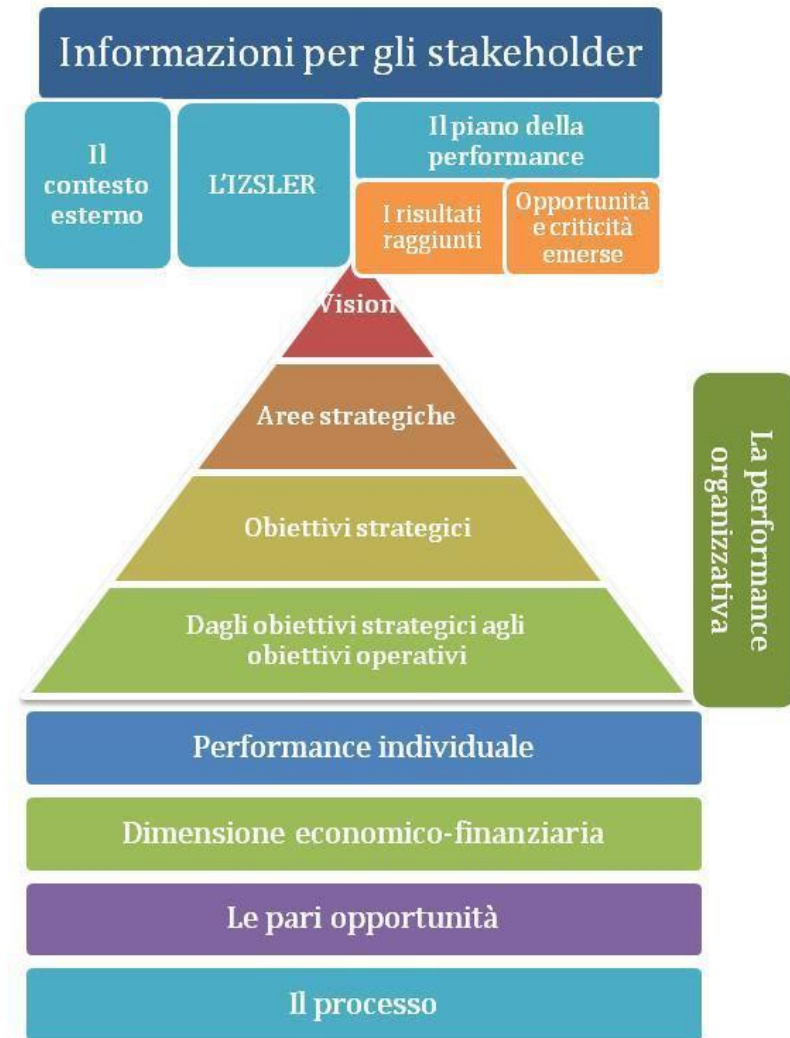 Informazioni per gli stakeholder
Il
contesto
esterno
L'IZSLER
Il piano della
performance
I risultati
raggiunti
Opportunità
e criticità
emerse
Vision
Aree strategiche
Obiettivi strategici
Dagli obiettivi strategici agli
obiettivi operativi
La performance
organizzativa
Performance individuale
Dimensione economico-finanziaria
Le pari opportunità
Il processo